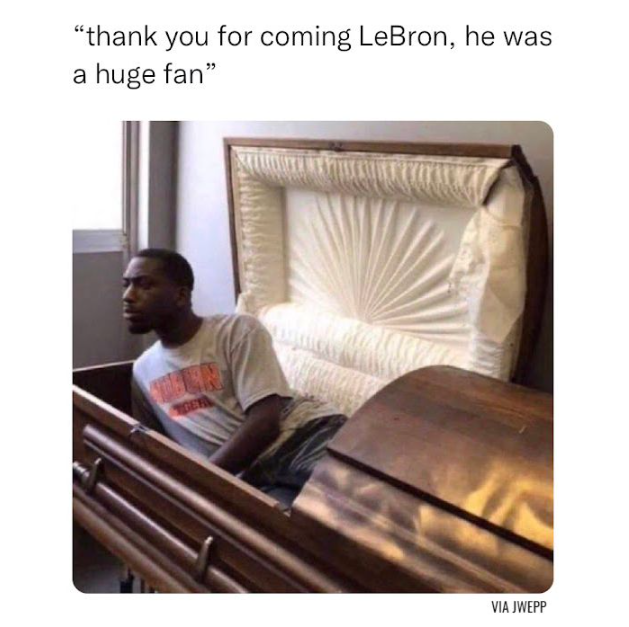 “thank you for coming LeBron, he was
a huge fan”
VIA JWEPP